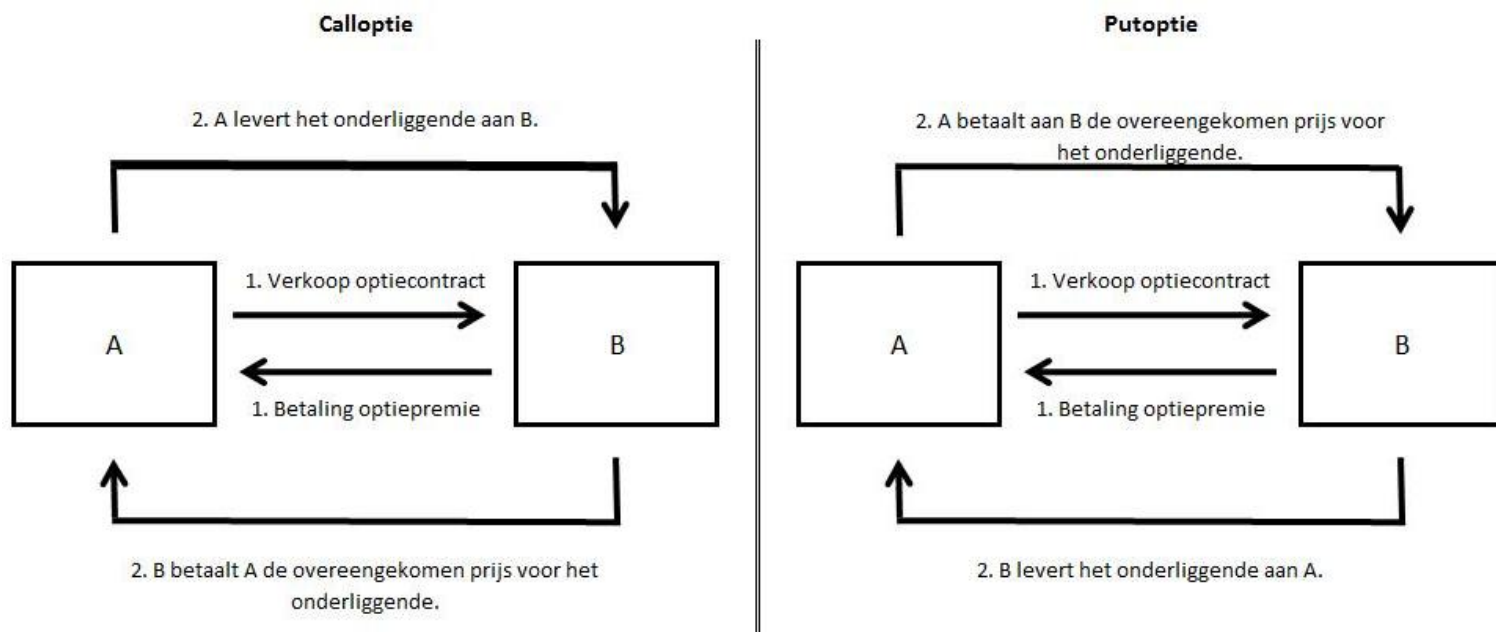 Calloptie
2. A levert het onderliggende aan B.
1. Verkoop optiecontract
A
B
1. Betaling optiepremie
2. B betaalt A de overeengekomen prijs voor het
onderliggende.
Putoptie
2. A betaalt aan B de overeengekomen prijs voor
het onderliggende.
1. Verkoop optiecontract
A
B
1. Betaling optiepremie
2. B levert het onderliggende aan A.